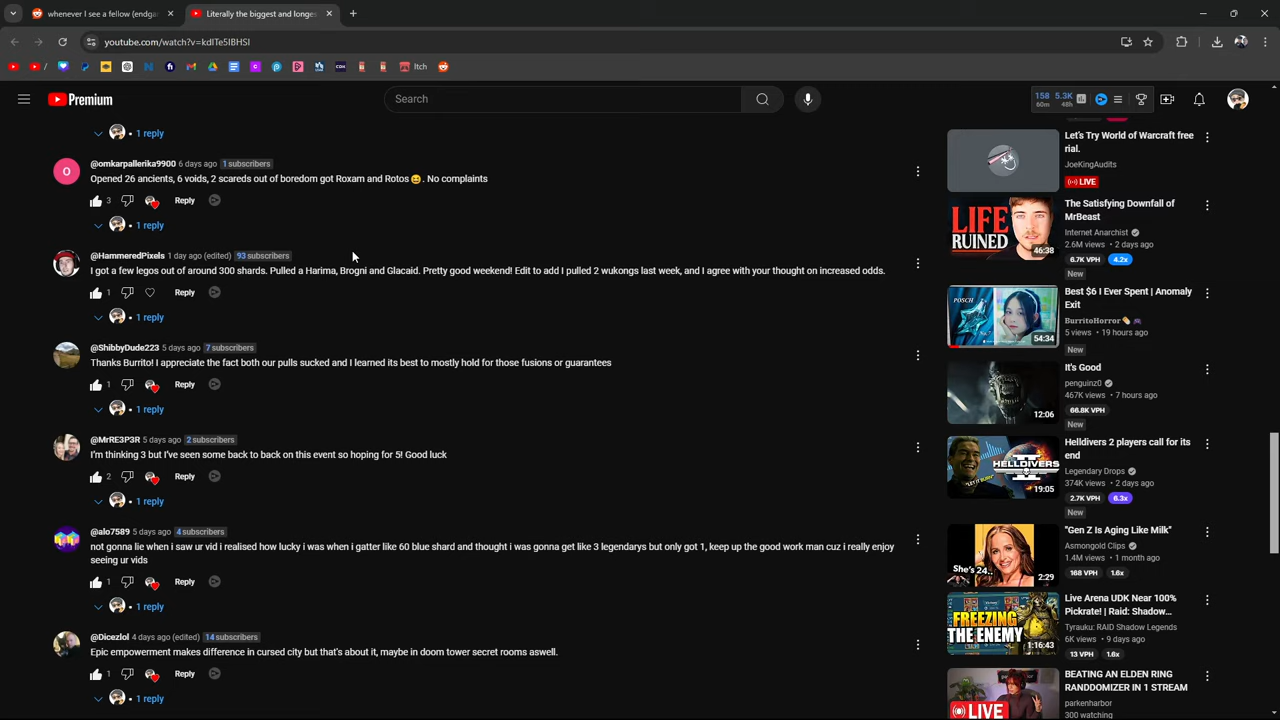 whenever I see a fellow (endgar
Literally the biggest and longes
youtube.com/watch?v=kdITe5IBHSI
Itch
Premium
Search
158 5.3K
60m 48h
1 reply
@omkarpallerika9900 6 days ago 1 subscribers
Opened 26 ancients, 6 voids, 2 scareds out of boredom got Roxam and Rotos😆. No complaints
3 Reply
1 reply
@HammeredPixels 1 day ago (edited) 93 subscribers
I got a few legos out of around 300 shards. Pulled a Harima, Brogni and Glacaid. Pretty good weekend! Edit to add I pulled 2 wukongs last week, and I agree with your thought on increased odds.
1 Reply
1 reply
@ShibbyDude223 5 days ago 7 subscribers
Thanks Burrito! I appreciate the fact both our pulls sucked and I learned its best to mostly hold for those fusions or guarantees
1 Reply
1 reply
@MrRE3P3R 5 days ago 2 subscribers
I'm thinking 3 but I've seen some back to back on this event so hoping for 5! Good luck
2 Reply
1 reply
@alo7589 5 days ago 4 subscribers
not gonna lie when i saw ur vid i realised how lucky i was when i gatter like 60 blue shard and thought i was gonna get like 3 legendarys but only got 1, keep up the good work man cuz i really enjoy
seeing ur vids
1 Reply
1 reply
@Dicezlol 4 days ago (edited) 14 subscribers
Epic empowerment makes difference in cursed city but that's about it, maybe in doom tower secret rooms aswell.
1 Reply
1 reply
Let's Try World of Warcraft free
rial.
JoeKingAudits
LIVE
LIFE
RUINED
46:38
The Satisfying Downfall of
MrBeast
Internet Anarchist
2.6M views • 2 days ago
6.7K VPH 4.2x
New
POSCH
54:34
Best $6 I Ever Spent | Anomaly
Exit
BurritoHorror
5 views • 19 hours ago
New
12:06
It's Good
penguinz0
467K views • 7 hours ago
66.8K VPH
New
"LET IT BURN"
HELLDIVERS
19:05
Helldivers 2 players call for its
end
Legendary Drops
374K views • 2 days ago
2.7K VPH 6.3x
New
She's 24..
2:29
"Gen Z Is Aging Like Milk"
Asmongold Clips
1.4M views • 1 month ago
168 VPH 1.6x
FREEZING
THE ENEMY
1:16:43
Live Arena UDK Near 100%
Pickrate! | Raid: Shadow...
Tyrauku: RAID Shadow Legends
6K views • 9 days ago
13 VPH 1.6x
LIVE
BEATING AN ELDEN RING
RANDDOMIZER IN 1 STREAM
parkenharbor
300 watching